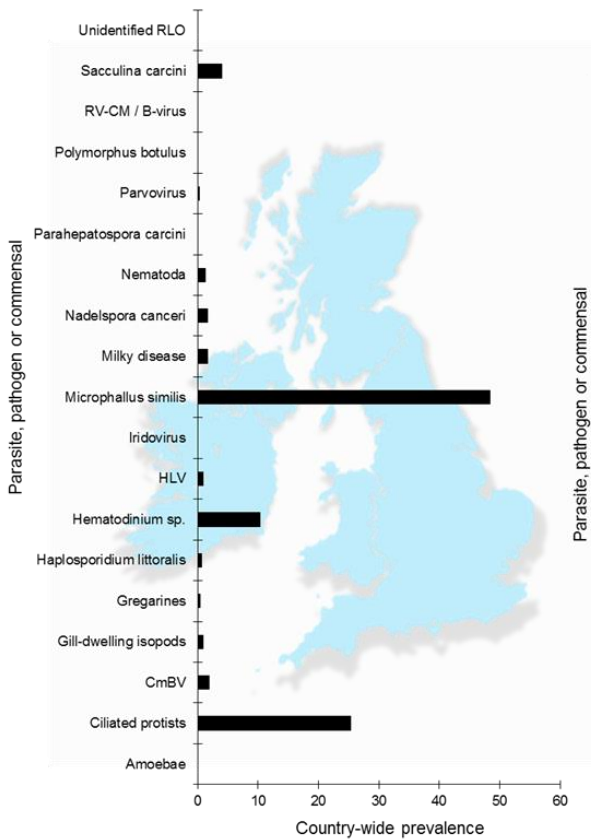 Unidentified RLO
Sacculina carcini
RV-CM / B-virus
Polymorphus botulus
Parvovirus
Parahepatospora carcini
Nematoda
Nadelspora canceri
Milky disease
Microphallus similis
Iridovirus
HLV
Hematodinium sp.
Haplosporidium littoralis
Gregarines
Gill-dwelling isopods
CmBV
Ciliated protists
Amoebae
Parasite, pathogen or commensal
Parasite, pathogen or commensal
0 10 20 30 40 50 60
Country-wide prevalence